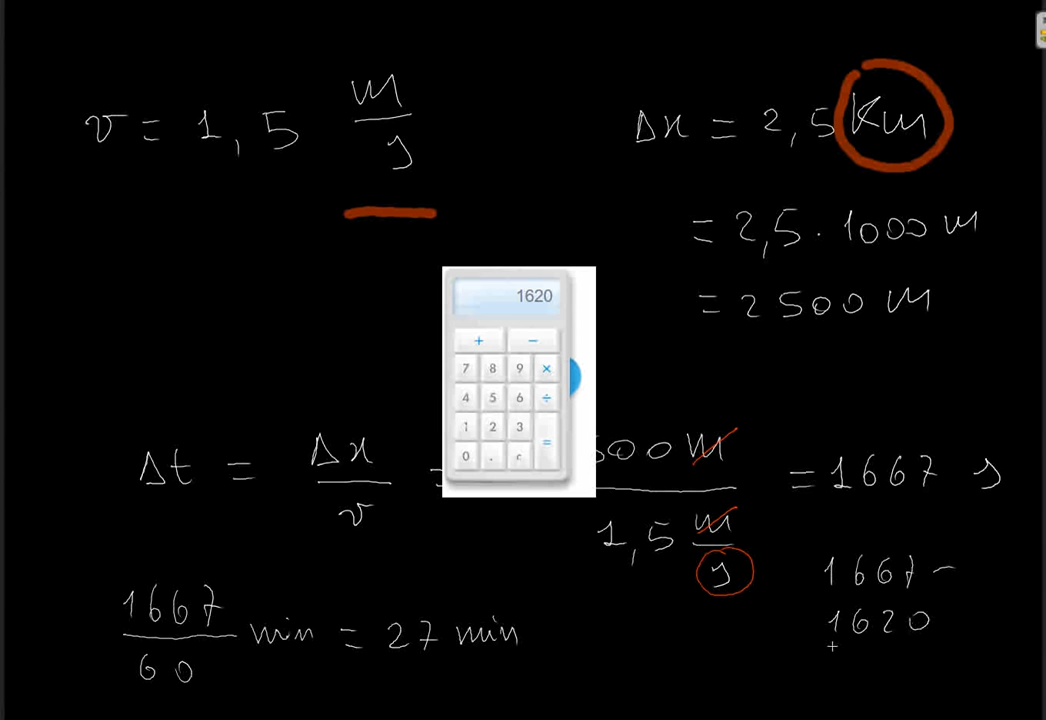 v = 1,5 m/s
Δx = 2,5 Km
= 2,5 · 1000 m
= 2500 m
1620
+ −
7 8 9 ×
4 5 6 ÷
1 2 3
0 . c =
Δt = Δx/v = 500 m / 1,5 m/s = 1667 s
1667 −
1620
1667/60 min = 27 min